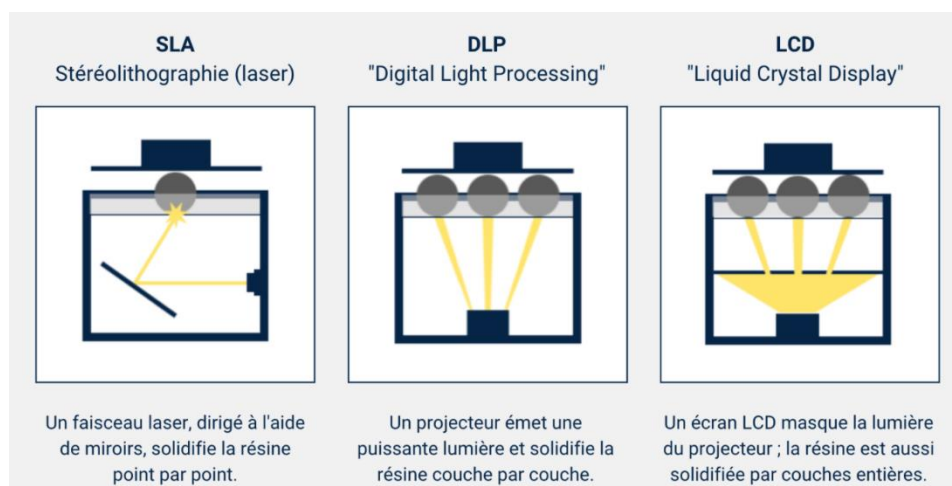 SLA
Stéréolithographie (laser)
Un faisceau laser, dirigé à l'aide
de miroirs, solidifie la résine
point par point.
DLP
"Digital Light Processing"
Un projecteur émet une
puissante lumière et solidifie la
résine couche par couche.
LCD
"Liquid Crystal Display"
Un écran LCD masque la lumière
du projecteur ; la résine est aussi
solidifiée par couches entières.